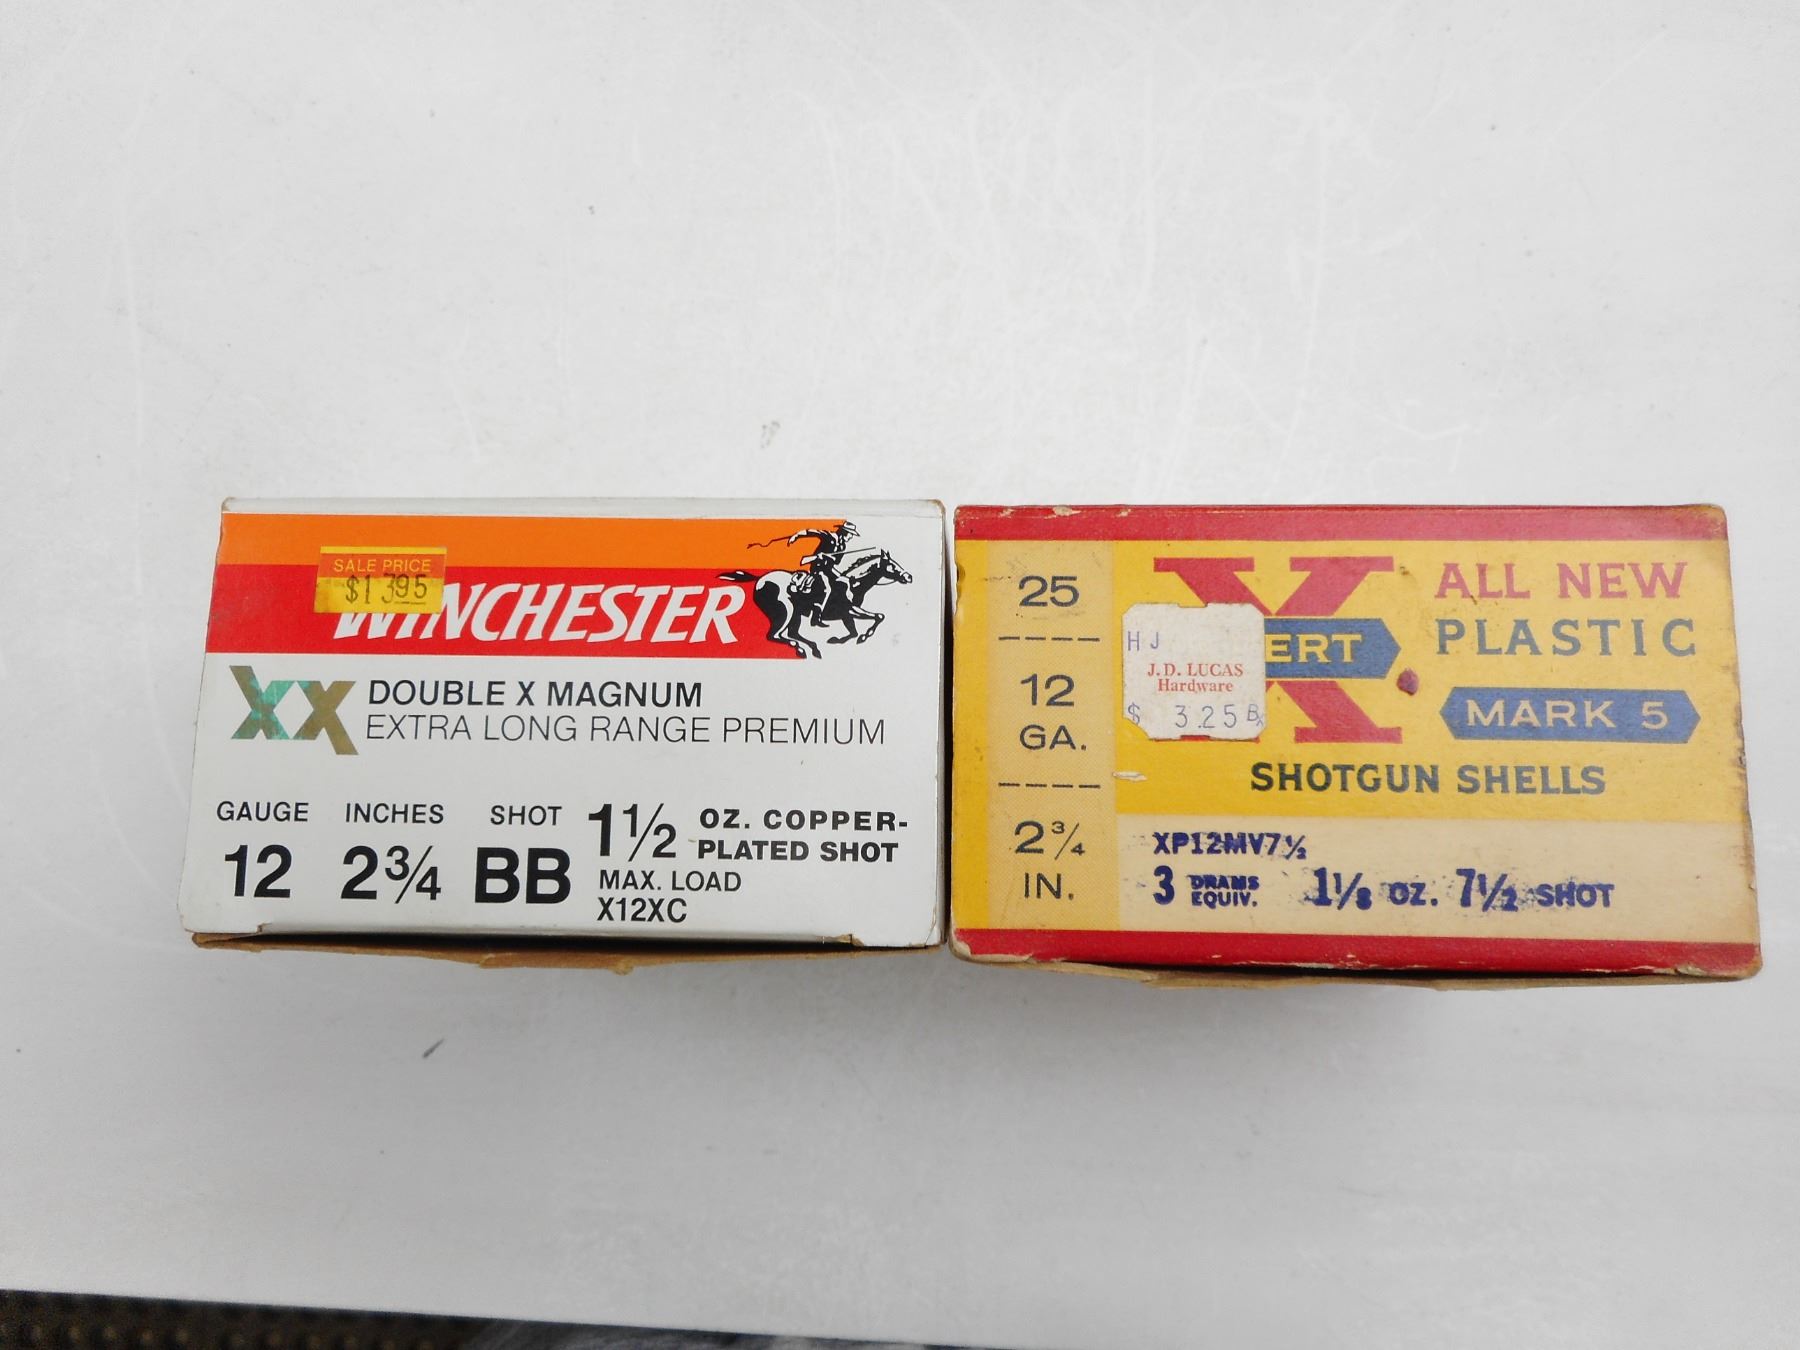 SALE PRICE
$13.95
WINCHESTER
XX DOUBLE X MAGNUM
EXTRA LONG RANGE PREMIUM
GAUGE INCHES SHOT
12 2¾ BB
1½ OZ. COPPER-
PLATED SHOT
MAX. LOAD
X12XC
25
12
GA.
2¾
IN.
X
ERT
HJ
J.D. LUCAS
Hardware
$ 3.25 Bx
ALL NEW
PLASTIC
MARK 5
SHOTGUN SHELLS
XP12MV7½
3 DRAMS EQUIV. 1⅛ OZ. 7½ SHOT